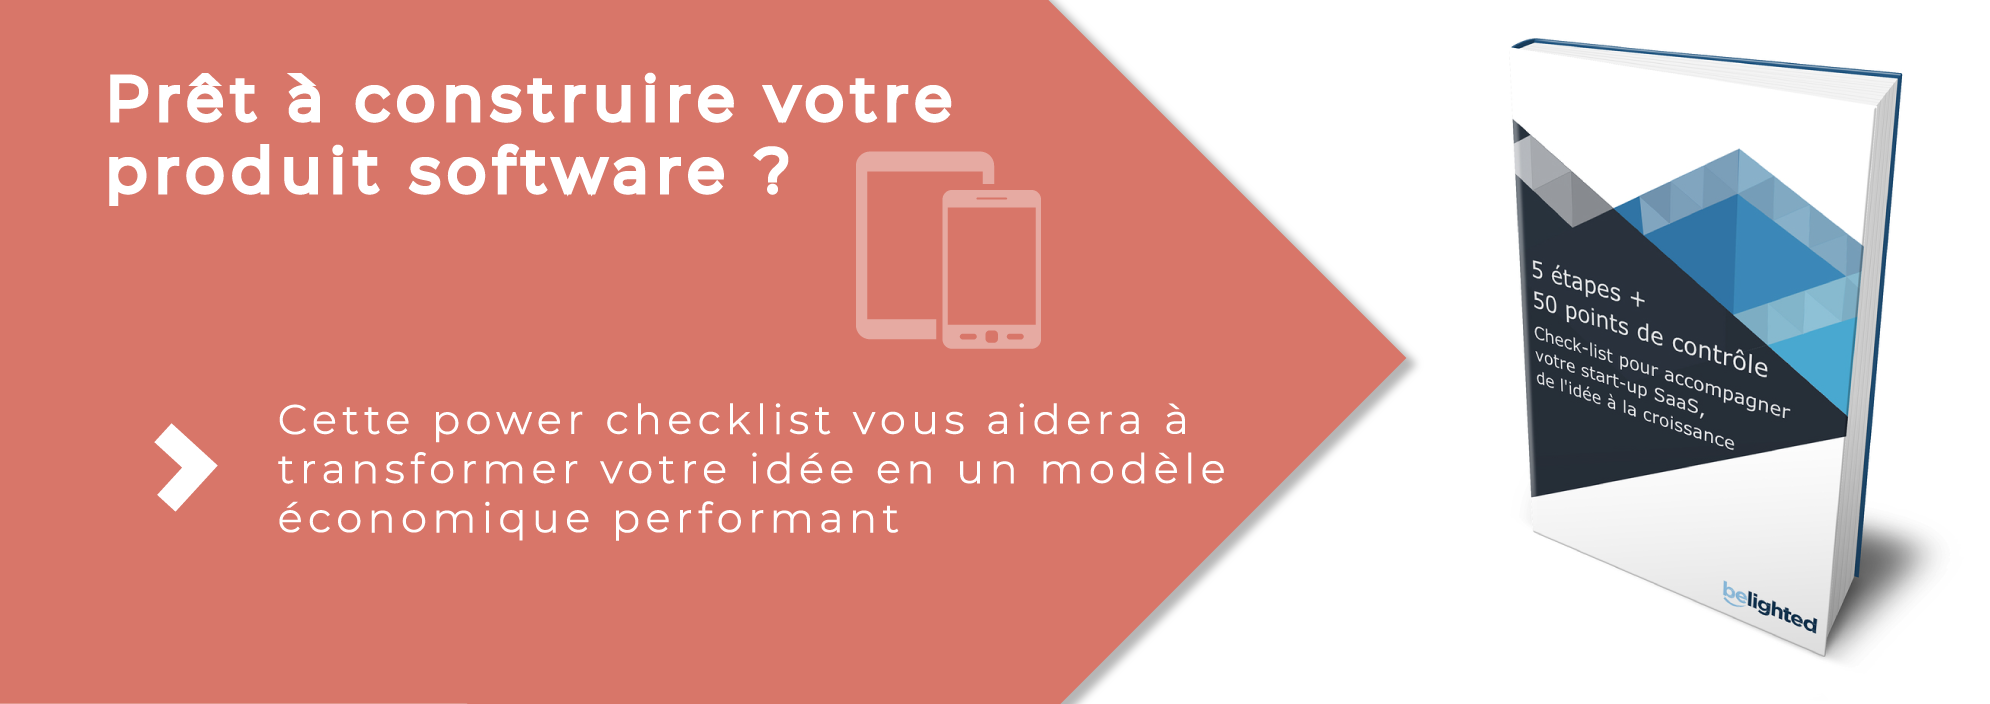 Prêt à construire votre
produit software ?
Cette power checklist vous aidera à
transformer votre idée en un modèle
économique performant
5 étapes +
50 points de contrôle
Check-list pour accompagner
votre start-up SaaS,
de l'idée à la croissance
belighted